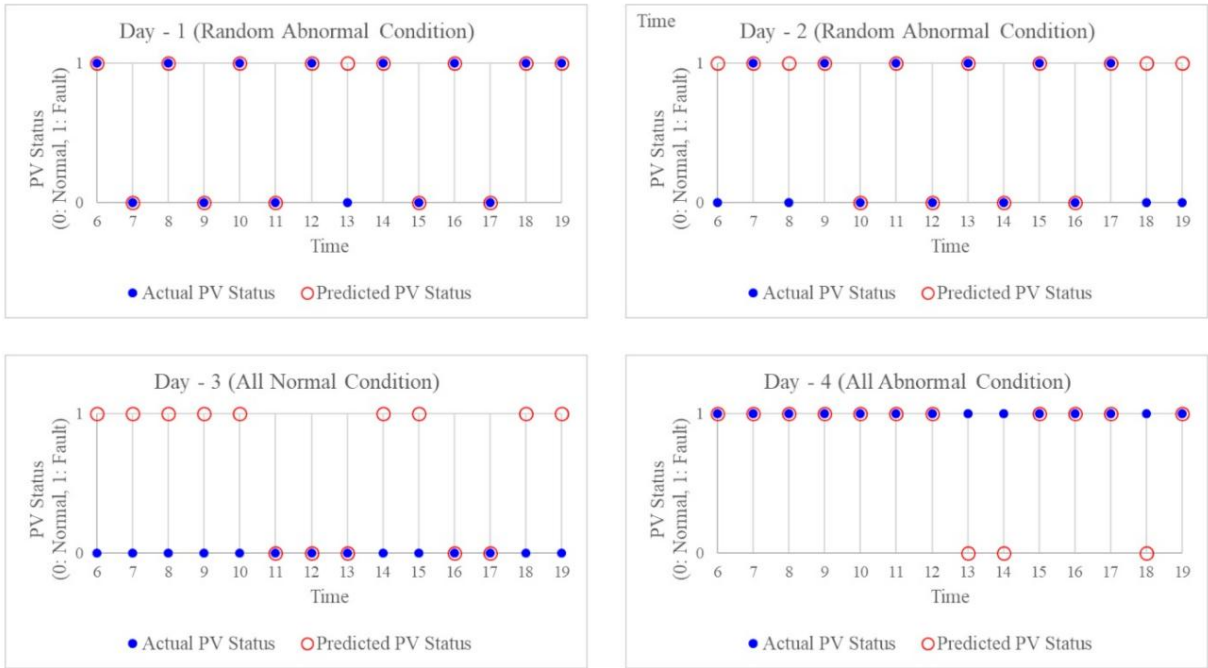 Day - 1 (Random Abnormal Condition)
1
PV Status
(0: Normal, 1: Fault)
0
6 7 8 9 10 11 12 13 14 15 16 17 18 19
Time
Actual PV Status Predicted PV Status
Time
Day - 2 (Random Abnormal Condition)
1
PV Status
(0: Normal, 1: Fault)
0
6 7 8 9 10 11 12 13 14 15 16 17 18 19
Time
Actual PV Status Predicted PV Status
Day - 3 (All Normal Condition)
1
PV Status
(0: Normal, 1: Fault)
0
6 7 8 9 10 11 12 13 14 15 16 17 18 19
Time
Actual PV Status Predicted PV Status
Day - 4 (All Abnormal Condition)
1
PV Status
(0: Normal, 1: Fault)
0
6 7 8 9 10 11 12 13 14 15 16 17 18 19
Time
Actual PV Status Predicted PV Status